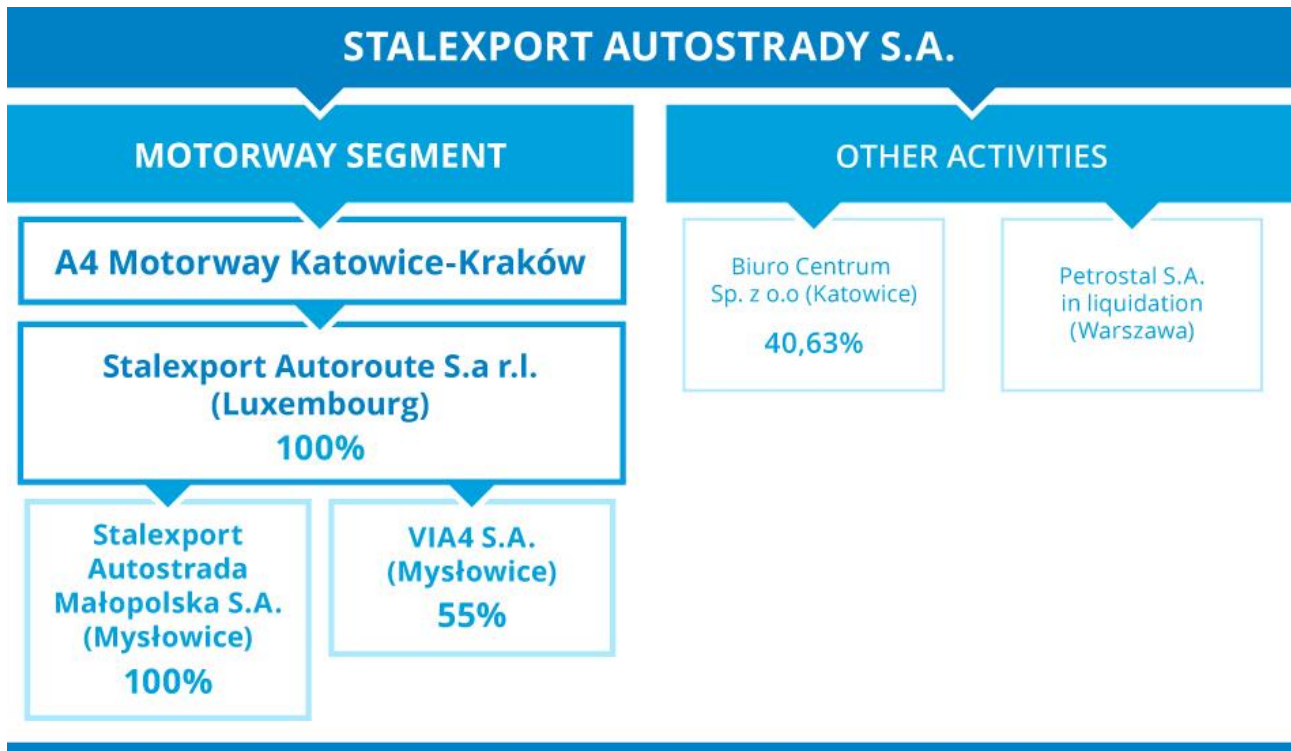 STALEXPORT AUTOSTRADY S.A.
MOTORWAY SEGMENT
A4 Motorway Katowice-Kraków
Stalexport Autoroute S.a r.l.
(Luxembourg)
100%
Stalexport
Autostrada
Małopolska S.A.
(Mysłowice)
100%
VIA4 S.A.
(Mysłowice)
55%
OTHER ACTIVITIES
Biuro Centrum
Sp. z o.o (Katowice)
40,63%
Petrostal S.A.
in liquidation
(Warszawa)